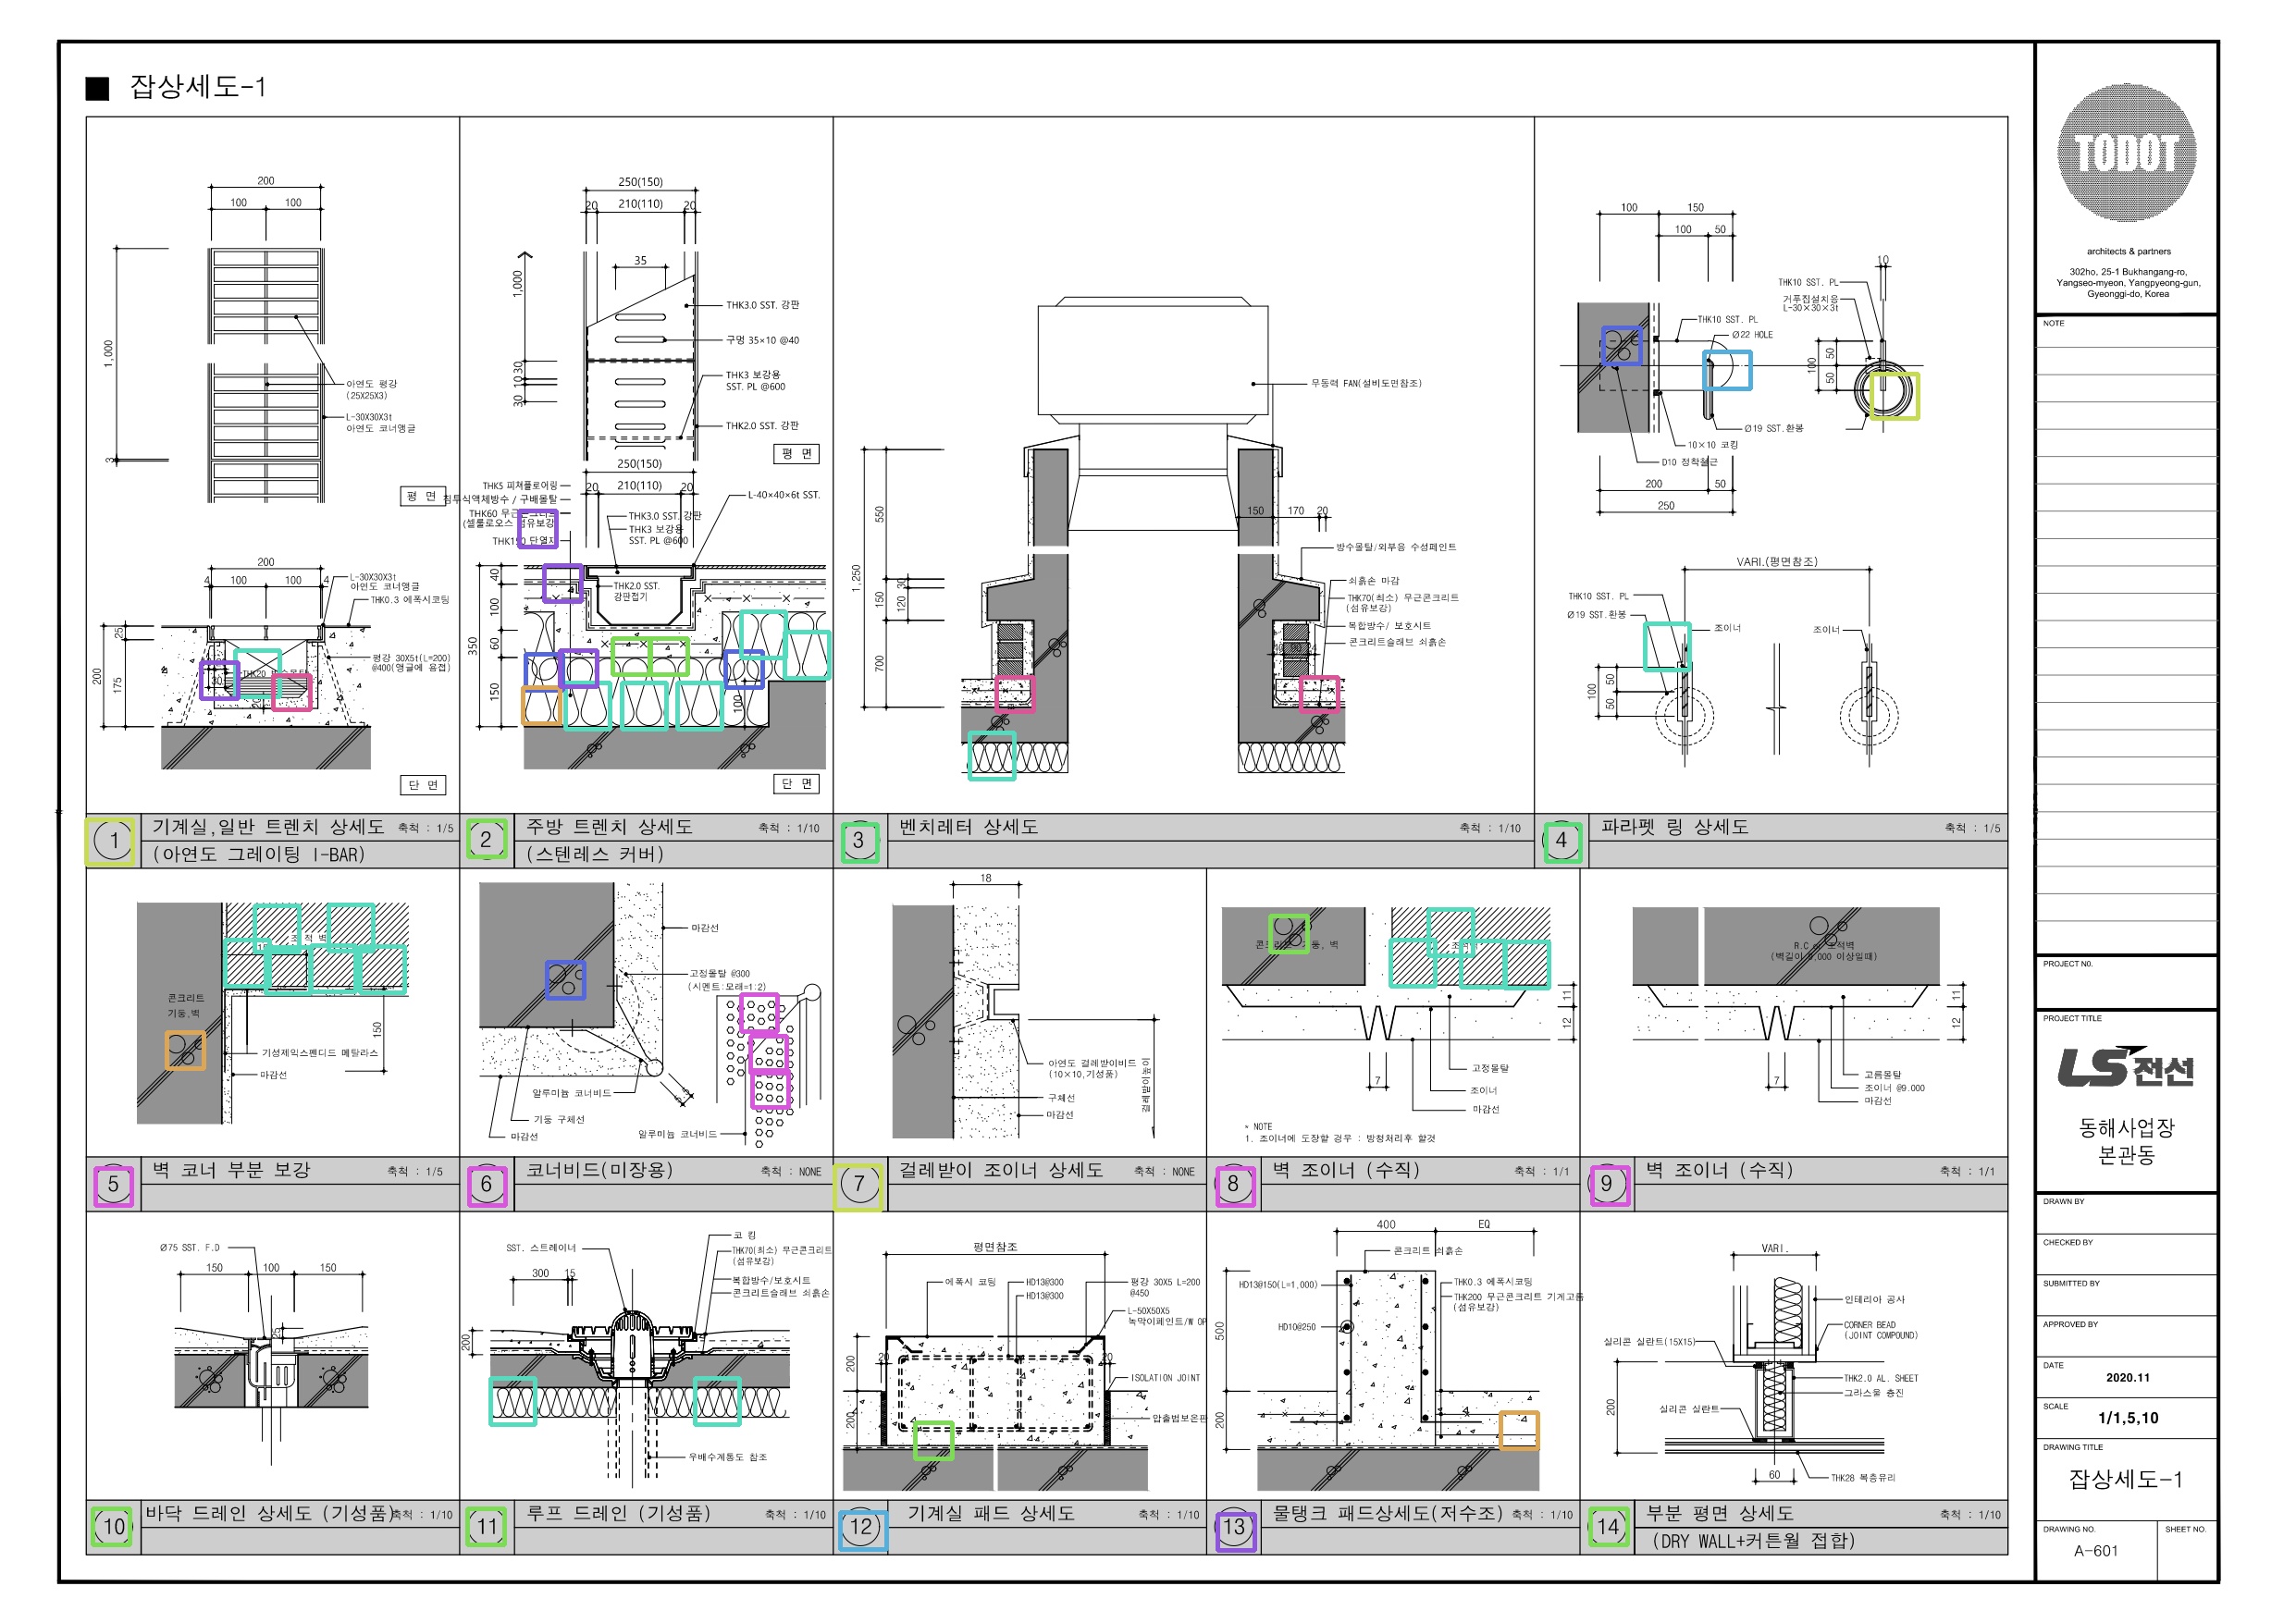 ■ 잡상세도-1
200
100 100
1,000
3
아연도 평강
(25X25X3)
L-30X30X3t
아연도 코너앵글
평 면
200
4 100 100 4
L-30X30X3t
아연도 코너앵글
THK0.3 에폭시코팅
평강 30X5t(L=200)
@400(앵글에 용접)
25
200
175
30
THK20
단 면
1
기계실,일반 트렌치 상세도
축척 : 1/5
(아연도 그레이팅 I-BAR)
250(150)
20 210(110) 20
35
1,000
10 30
30
THK3.0 SST. 강판
구멍 35×10 @40
THK3 보강용
SST. PL @600
THK2.0 SST. 강판
평 면
250(150)
20 210(110) 20
THK5 피쳐플로어링
침투식액체방수 / 구배몰탈
THK60 무근콘크리트
(셀룰로오스 섬유보강)
THK150 단열재
L-40×40×6t SST.
THK3.0 SST. 강판
THK3 보강용
SST. PL @600
THK2.0 SST.
강판접기
40
100
60
150
350
100
단 면
2
주방 트렌치 상세도
축척 : 1/10
(스텐레스 커버)
무동력 FAN(설비도면참조)
550
1,250
30
150
120
700
150 170 20
방수몰탈/외부용 수성페인트
쇠흙손 마감
THK70(최소) 무근콘크리트
(섬유보강)
복합방수/ 보호시트
콘크리트슬래브 쇠흙손
3
벤치레터 상세도
축척 : 1/10
100 150
100 50
THK10 SST. PL
Ø22 HOLE
Ø19 SST.환봉
10×10 코킹
D10 정착철근
200 50
250
10
THK10 SST. PL
거푸집설치용
L-30×30×3t
100
50
50
VARI.(평면참조)
THK10 SST. PL
Ø19 SST.환봉
조이너
조이너
100
50
50
4
파라펫 링 상세도
축척 : 1/5
콘크리트
기둥,벽
150
기성제익스펜디드 메탈라스
마감선
5
벽 코너 부분 보강
축척 : 1/5
마감선
고정몰탈 @300
(시멘트:모래=1:2)
알루미늄 코너비드
기둥 구체선
마감선
알루미늄 코너비드
6
코너비드(미장용)
축척 : NONE
18
아연도 걸레받이비드
(10×10,기성품)
구체선
마감선
걸레받이높이
7
걸레받이 조이너 상세도
축척 : NONE
11
12
7
고정몰탈
조이너
마감선
* NOTE
1. 조이너에 도장할 경우 : 방청처리후 할것
8
벽 조이너 (수직)
축척 : 1/1
11
12
7
고름몰탈
조이너 @9.000
마감선
9
벽 조이너 (수직)
축척 : 1/1
Ø75 SST. F.D
150 100 150
25
10
바닥 드레인 상세도 (기성품)
축척 : 1/10
SST. 스트레이너
300 15
200
코 킹
THK70(최소) 무근콘크리트
(섬유보강)
복합방수/보호시트
콘크리트슬래브 쇠흙손
우배수계통도 참조
11
루프 드레인 (기성품)
축척 : 1/10
평면참조
에폭시 코팅
HD13@300
HD13@300
평강 30X5 L=200
@450
L-50X50X5
녹막이페인트/W OP
200
20 20
200
ISOLATION JOINT
압출법보온판
12
기계실 패드 상세도
축척 : 1/10
400 EQ
콘크리트 쇠흙손
HD13@150(L=1,000)
THK0.3 에폭시코팅
THK200 무근콘크리트 기계고름
(섬유보강)
HD10@250
500
200
13
물탱크 패드상세도(저수조)
축척 : 1/10
VARI.
인테리아 공사
CORNER BEAD
(JOINT COMPOUND)
실리콘 실란트(15X15)
THK2.0 AL. SHEET
그라스울 충진
실리콘 실란트
200
60
THK28 복층유리
14
부분 평면 상세도
축척 : 1/10
(DRY WALL+커튼월 접합)
TODOT
architects & partners
302ho, 25-1 Bukhangang-ro,
Yangseo-myeon, Yangpyeong-gun,
Gyeonggi-do, Korea
NOTE
PROJECT NO.
PROJECT TITLE
LS전선
동해사업장
본관동
DRAWN BY
CHECKED BY
SUBMITTED BY
APPROVED BY
DATE
2020.11
SCALE
1/1,5,10
DRAWING TITLE
잡상세도-1
DRAWING NO.
SHEET NO.
A-601